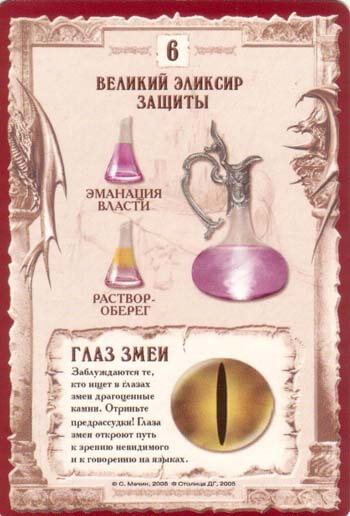 6
ВЕЛИКИЙ ЭЛИКСИР
ЗАЩИТЫ
ЭМАНАЦИЯ
ВЛАСТИ
РАСТВОР-
ОБЕРЕГ
ГЛАЗ ЗМЕИ
Заблуждаются те,
кто ищет в глазах
змеи драгоценные
камни. Отриньте
предрассудки! Глаза
змеи откроют путь
к зрению невидимого
и к говорению на языках.
© С. Мачин, 2005 © Столица ДГ, 2005